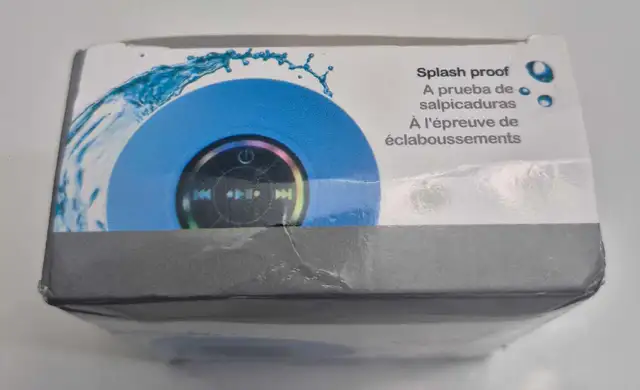 Splash proof
A prueba de
salpicaduras
À l'épreuve de
éclaboussements